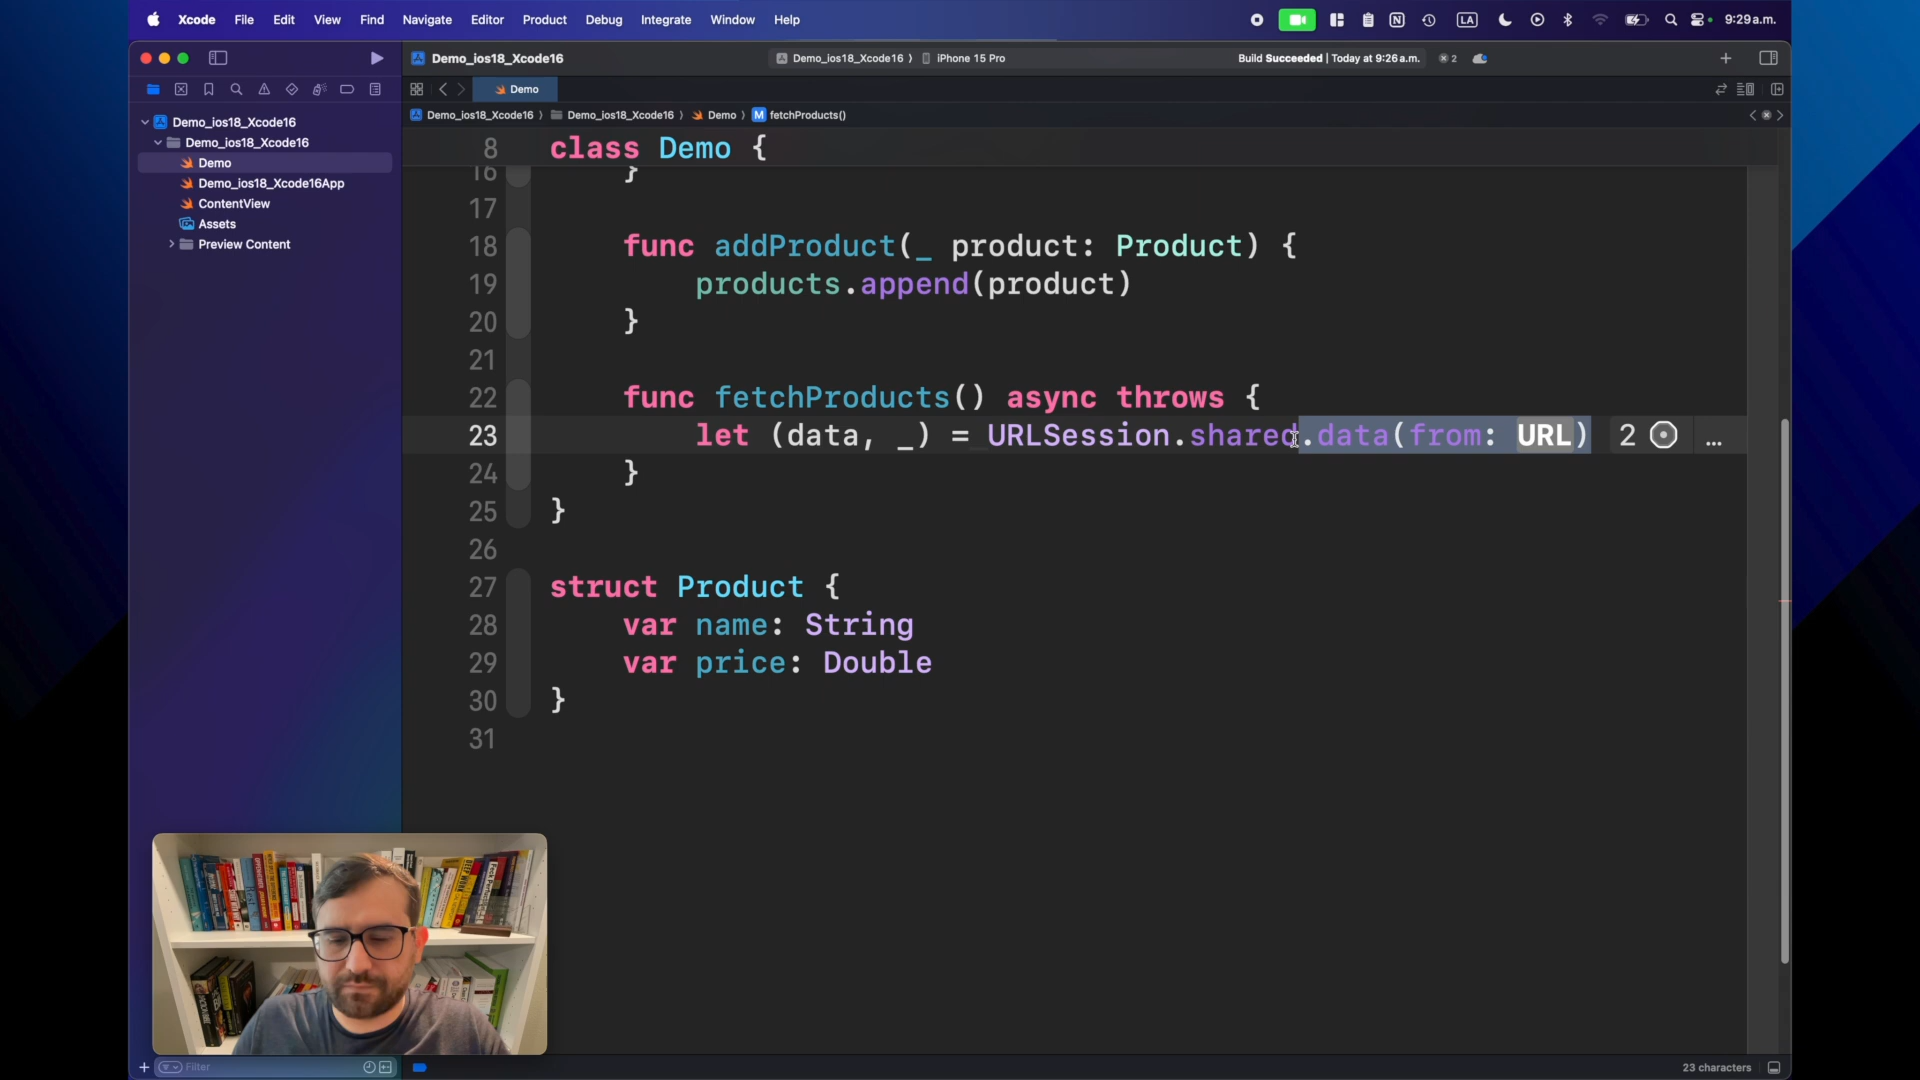 Xcode File Edit View Find Navigate Editor Product Debug Integrate Window Help LA 9:29 a.m.
Demo_ios18_Xcode16 Demo_ios18_Xcode16 iPhone 15 Pro Build Succeeded | Today at 9:26 a.m. 2
Demo
Demo_ios18_Xcode16 Demo_ios18_Xcode16 Demo M fetchProducts()
Demo_ios18_Xcode16
Demo_ios18_Xcode16
Demo
Demo_ios18_Xcode16App
ContentView
Assets
Preview Content
8 class Demo {
16 }
17
18 func addProduct(_ product: Product) {
19 products.append(product)
20 }
21
22 func fetchProducts() async throws {
23 let (data, _) = URLSession.shared.data(from: URL) 2 …
24 }
25 }
26
27 struct Product {
28 var name: String
29 var price: Double
30 }
31
Filter
23 characters